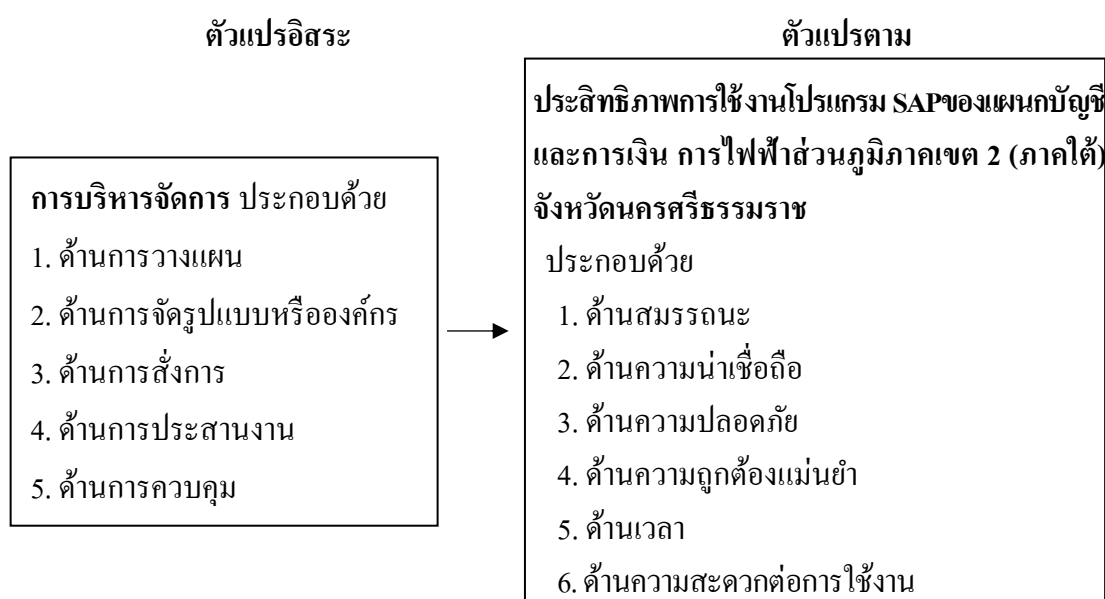 ตัวแปรอิสระ
ตัวแปรตาม
การบริหารจัดการ ประกอบด้วย
1. ด้านการวางแผน
2. ด้านการจัดรูปแบบหรือองค์กร
3. ด้านการสั่งการ
4. ด้านการประสานงาน
5. ด้านการควบคุม
ประสิทธิภาพการใช้งานโปรแกรม SAPของแผนกบัญชี
และการเงิน การไฟฟ้าส่วนภูมิภาคเขต 2 (ภาคใต้)
จังหวัดนครศรีธรรมราช
ประกอบด้วย
1. ด้านสมรรถนะ
2. ด้านความน่าเชื่อถือ
3. ด้านความปลอดภัย
4. ด้านความถูกต้องแม่นยำ
5. ด้านเวลา
6. ด้านความสะดวกต่อการใช้งาน